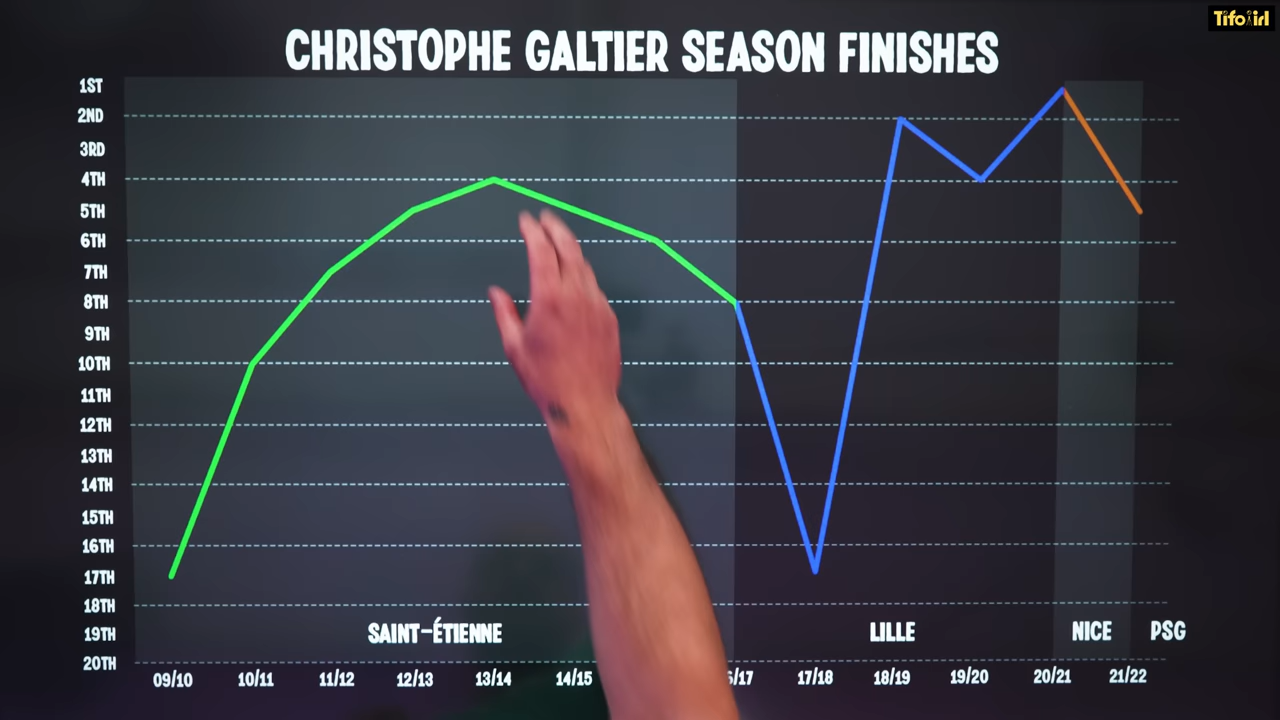 Tifo irl
CHRISTOPHE GALTIER SEASON FINISHES
1ST
2ND
3RD
4TH
5TH
6TH
7TH
8TH
9TH
10TH
11TH
12TH
13TH
14TH
15TH
16TH
17TH
18TH
19TH
20TH
SAINT-ÉTIENNE
LILLE
NICE
PSG
09/10
10/11
11/12
12/13
13/14
14/15
6/17
17/18
18/19
19/20
20/21
21/22